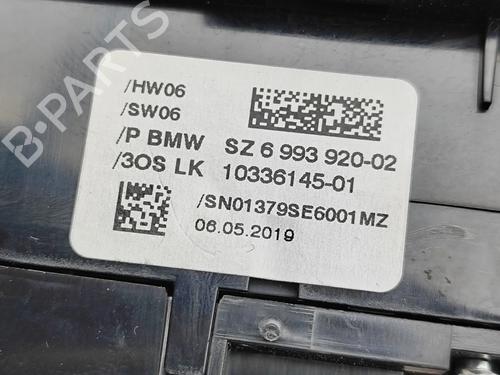 /HW06
/SW06
/P BMW SZ 6 993 920-02
/3OS LK 10336145-01
/SN01379SE6001MZ
06.05.2019
B-PARTS